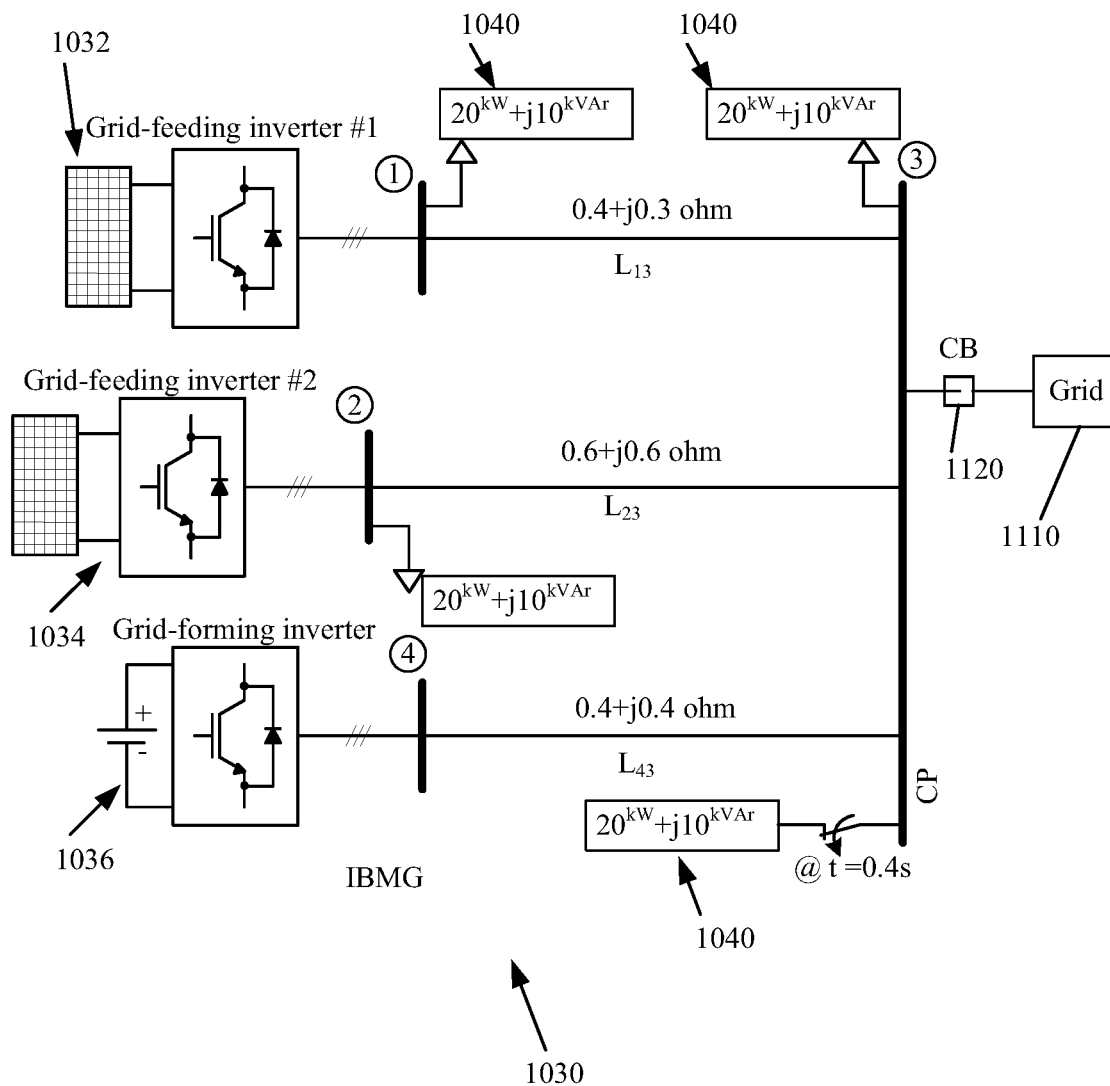 1040
1040
1032
20kW+j10kVAr
20kW+j10kVAr
Grid-feeding inverter #1
1
3
0.4+j0.3 ohm
L13
CB
Grid
Grid-feeding inverter #2
2
0.6+j0.6 ohm
1120
L23
1110
20kW+j10kVAr
1034
Grid-forming inverter
4
0.4+j0.4 ohm
+
-
L43
CP
20kW+j10kVAr
1036
@ t =0.4s
IBMG
1040
1030